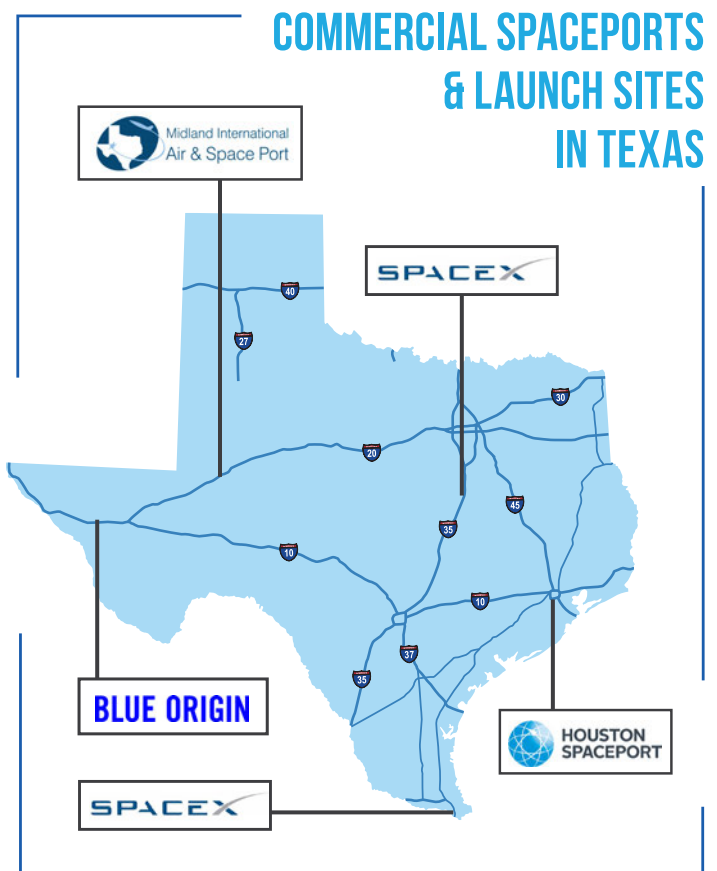 COMMERCIAL SPACEPORTS
& LAUNCH SITES
IN TEXAS
Midland International
Air & Space Port
SPACEX
40
27
30
20
45
35
10
10
37
35
BLUE ORIGIN
HOUSTON
SPACEPORT
SPACEX